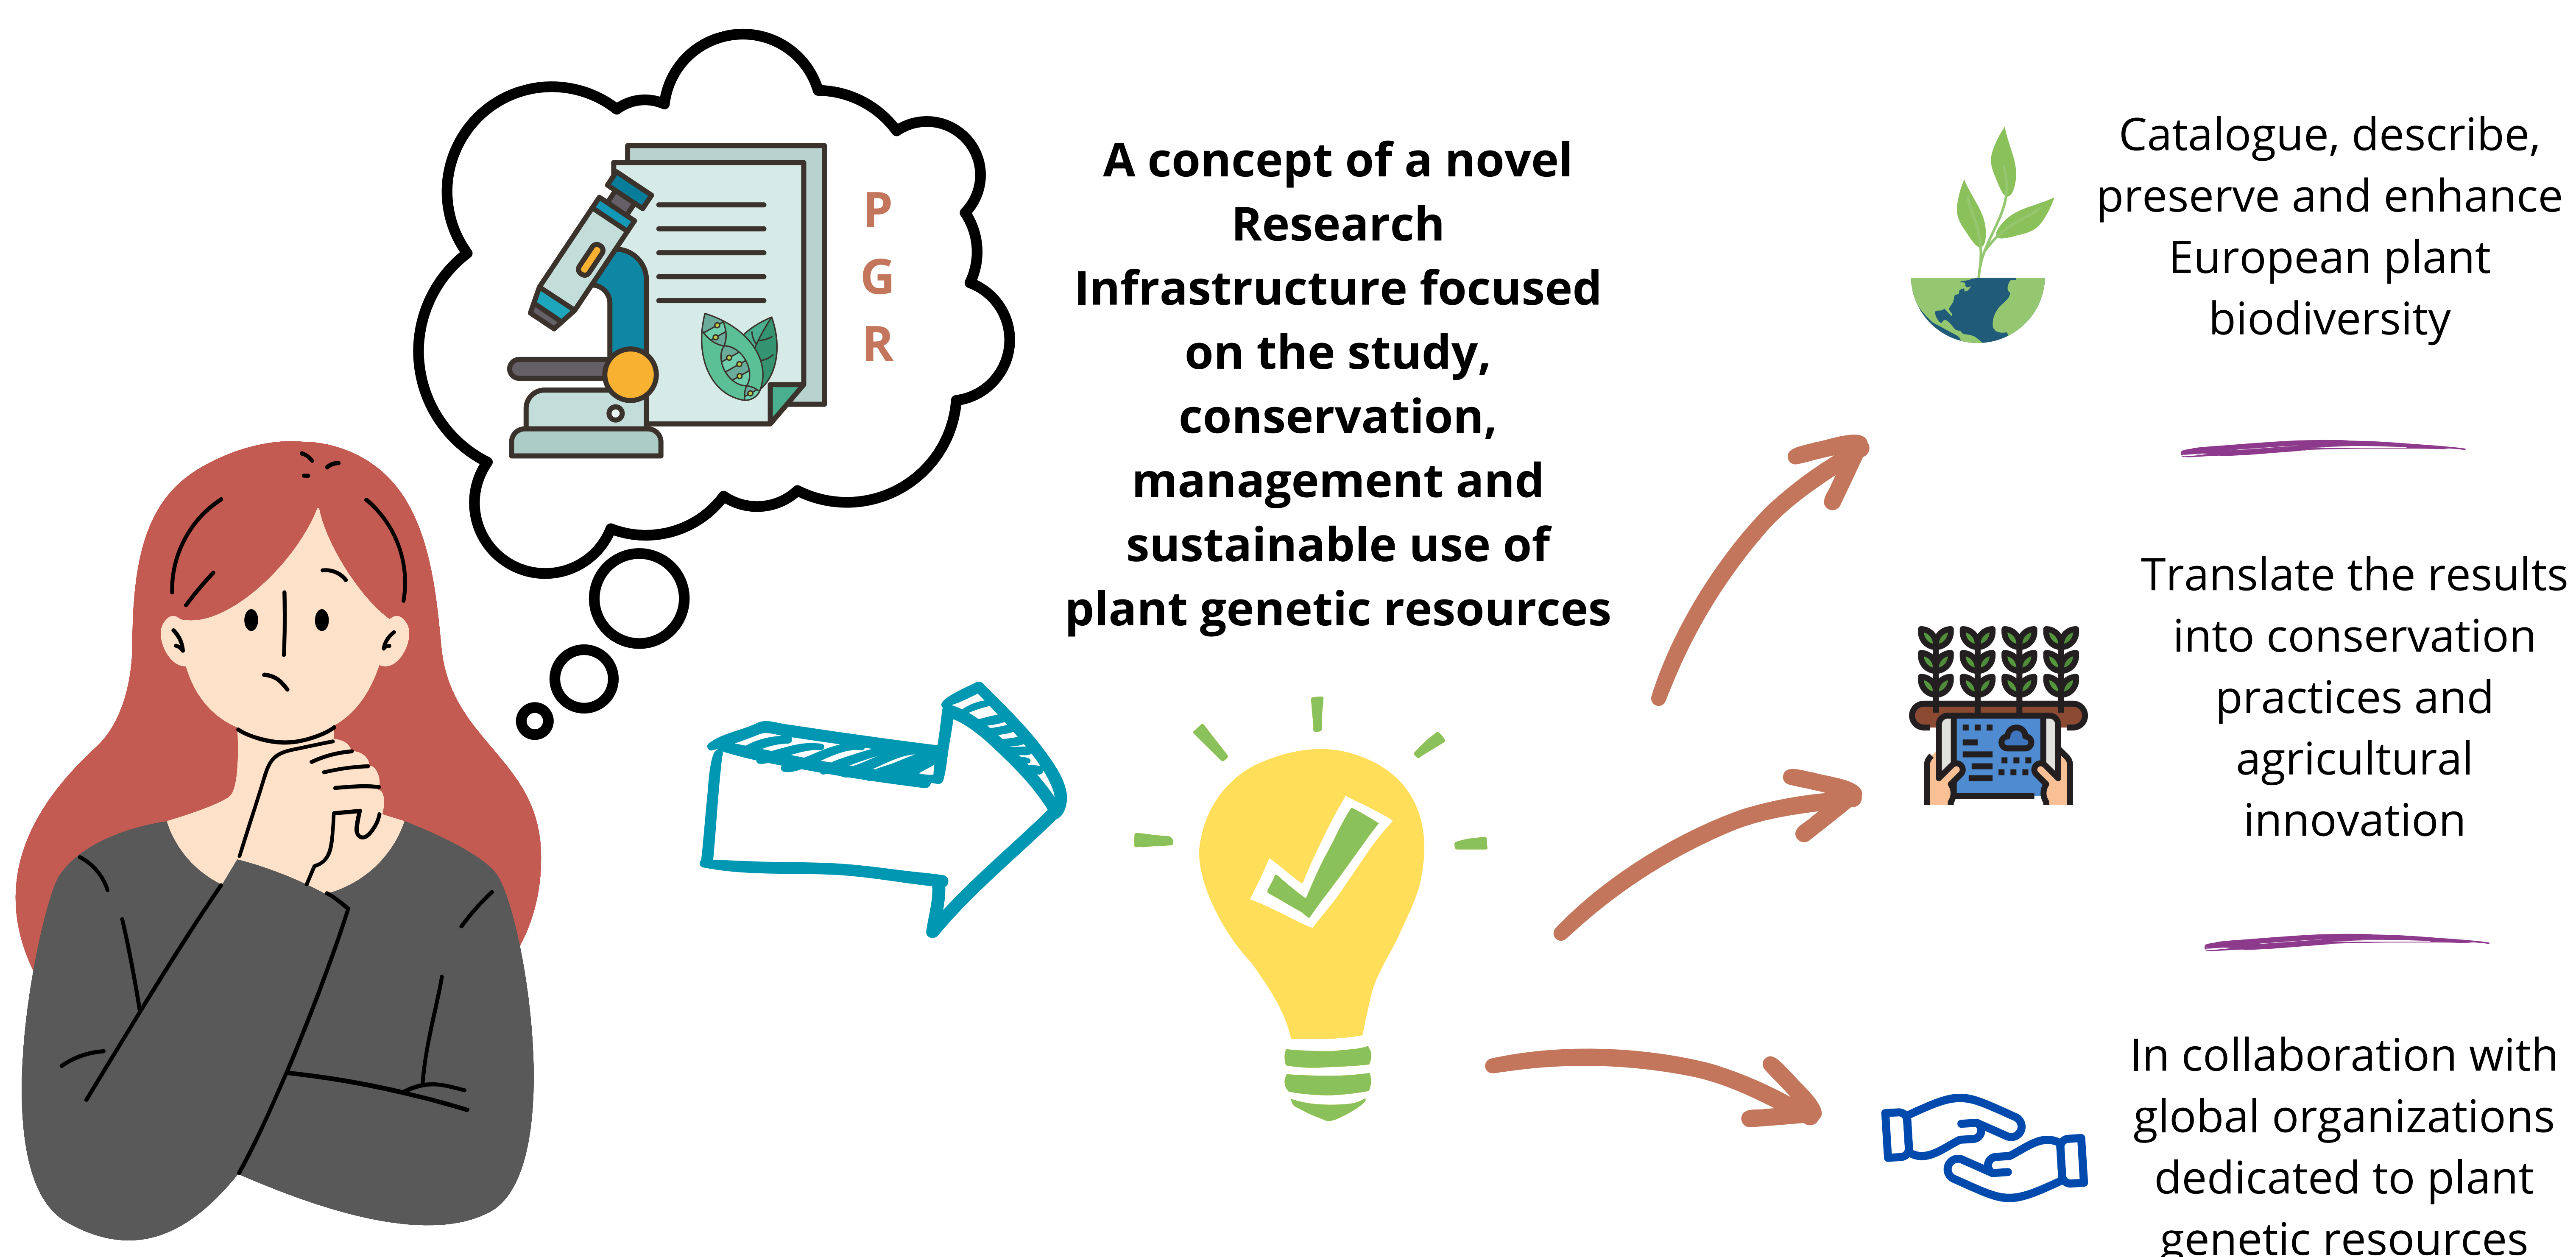 P
G
R
A concept of a novel
Research
Infrastructure focused
on the study,
conservation,
management and
sustainable use of
plant genetic resources
Catalogue, describe,
preserve and enhance
European plant
biodiversity
Translate the results
into conservation
practices and
agricultural
innovation
In collaboration with
global organizations
dedicated to plant
genetic resources